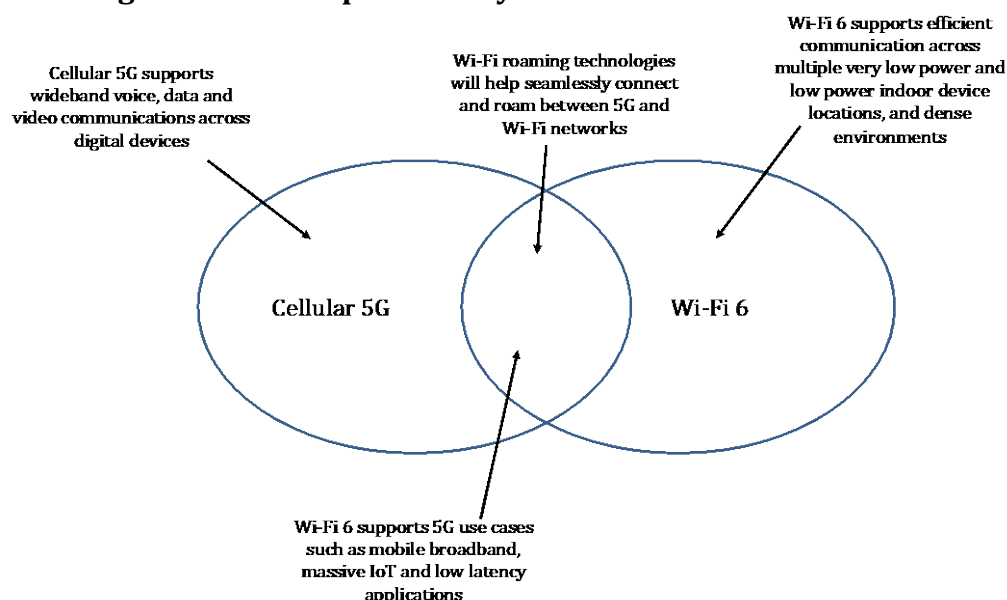 Cellular 5G supports
wideband voice, data and
video communications across
digital devices
Wi-Fi roaming technologies
will help seamlessly connect
and roam between 5G and
Wi-Fi networks
Wi-Fi 6 supports efficient
communication across
multiple very low power and
low power indoor device
locations, and dense
environments
Cellular 5G
Wi-Fi 6
Wi-Fi 6 supports 5G use cases
such as mobile broadband,
massive IoT and low latency
applications